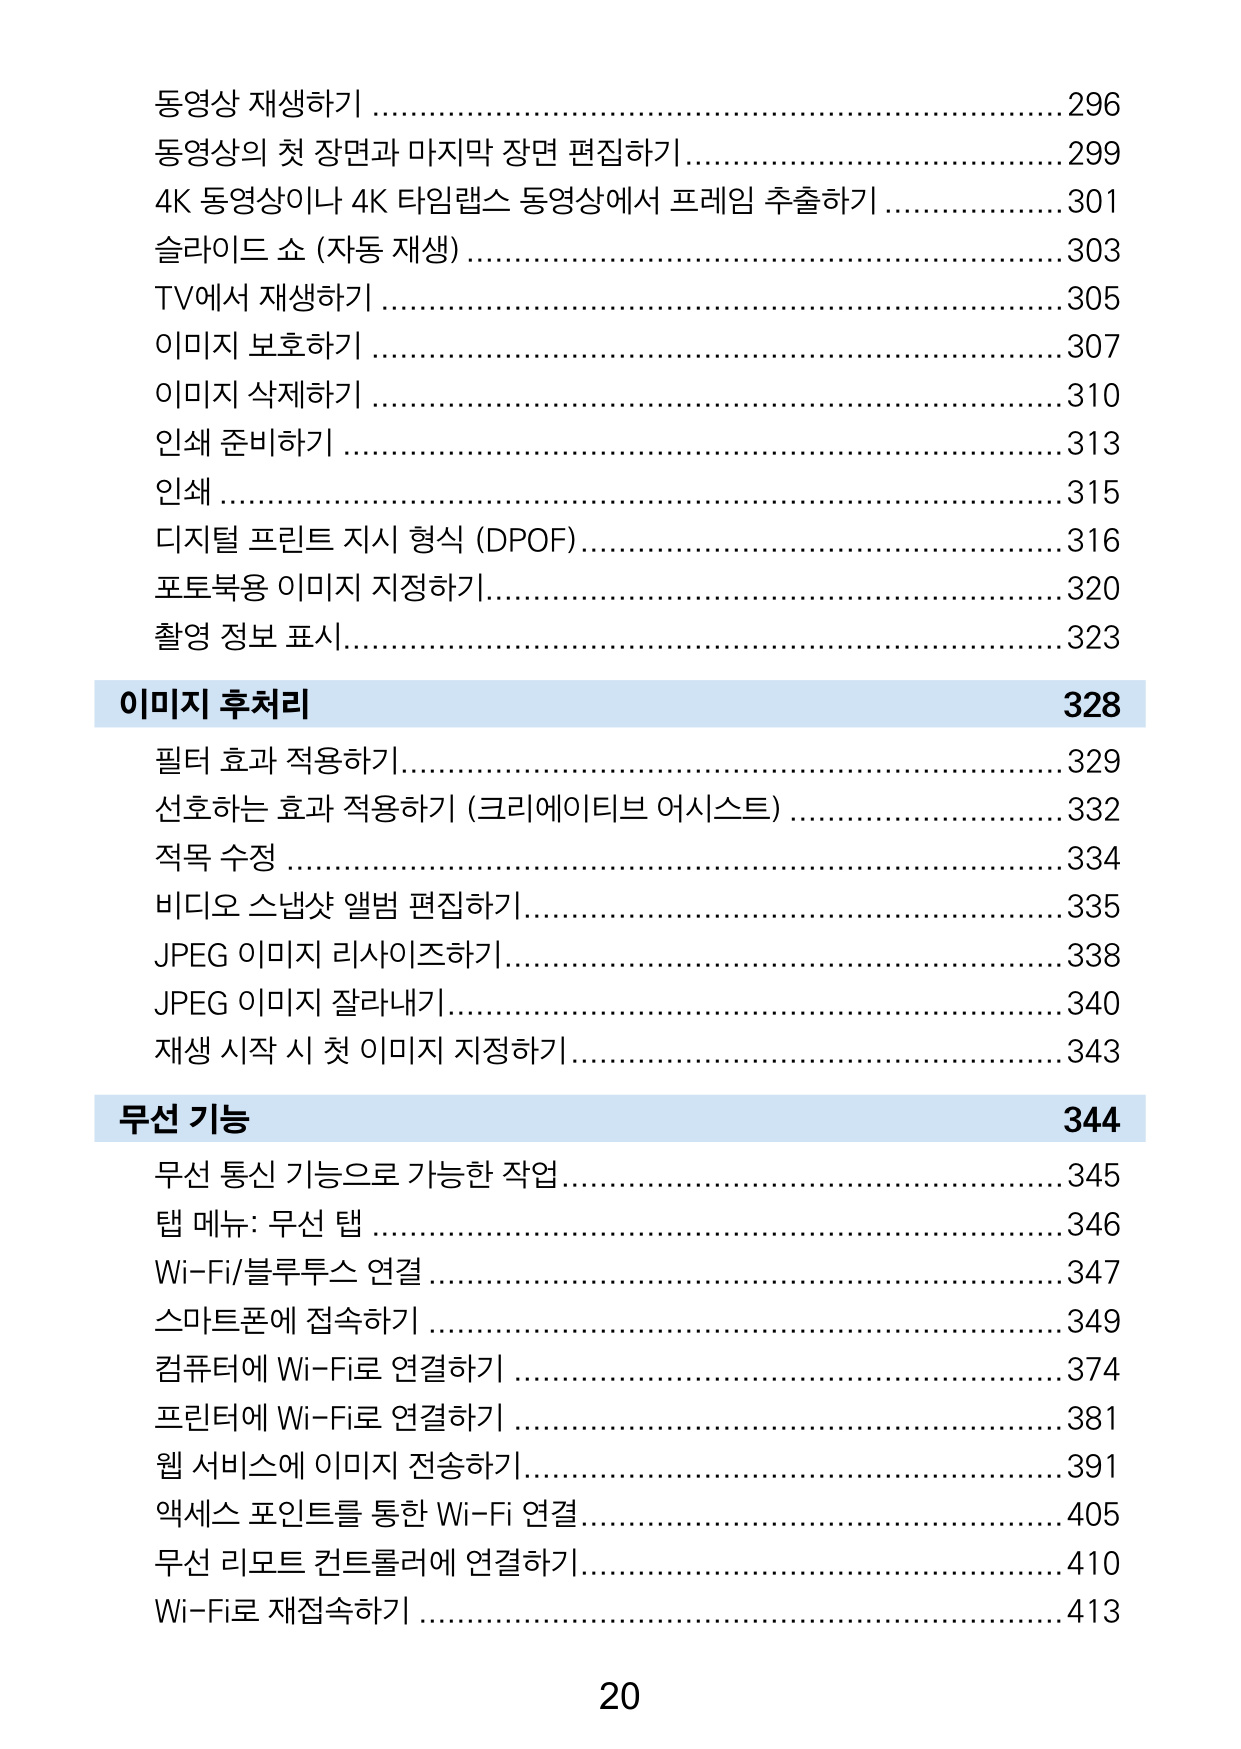 동영상 재생하기 ........................................................................ 296
동영상의 첫 장면과 마지막 장면 편집하기 ........................................ 299
4K 동영상이나 4K 타임랩스 동영상에서 프레임 추출하기 ................... 301
슬라이드 쇼 (자동 재생) ............................................................... 303
TV에서 재생하기 ....................................................................... 305
이미지 보호하기 ........................................................................ 307
이미지 삭제하기 ........................................................................ 310
인쇄 준비하기 ........................................................................... 313
인쇄 ......................................................................................... 315
디지털 프린트 지시 형식 (DPOF) ................................................... 316
포토북용 이미지 지정하기 ............................................................. 320
촬영 정보 표시 ............................................................................ 323
이미지 후처리 328
필터 효과 적용하기 ...................................................................... 329
선호하는 효과 적용하기 (크리에이티브 어시스트) ............................. 332
적목 수정 .................................................................................. 334
비디오 스냅샷 앨범 편집하기 ......................................................... 335
JPEG 이미지 리사이즈하기 ........................................................... 338
JPEG 이미지 잘라내기 ................................................................. 340
재생 시작 시 첫 이미지 지정하기 .................................................... 343
무선 기능 344
무선 통신 기능으로 가능한 작업 ..................................................... 345
탭 메뉴: 무선 탭 ......................................................................... 346
Wi-Fi/블루투스 연결 ................................................................... 347
스마트폰에 접속하기 ................................................................... 349
컴퓨터에 Wi-Fi로 연결하기 .......................................................... 374
프린터에 Wi-Fi로 연결하기 .......................................................... 381
웹 서비스에 이미지 전송하기 ......................................................... 391
액세스 포인트를 통한 Wi-Fi 연결 ................................................... 405
무선 리모트 컨트롤러에 연결하기 ................................................... 410
Wi-Fi로 재접속하기 .................................................................... 413
20